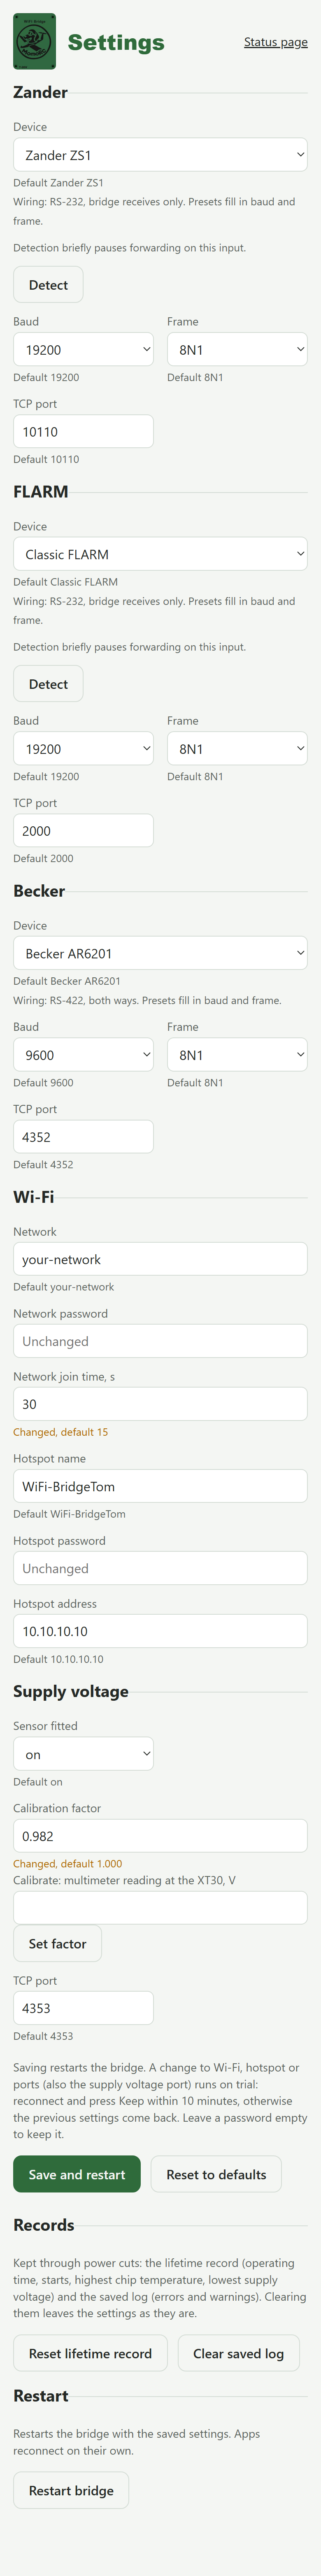 Wifi Bridge
Settings
Status page
Zander
Device
Zander ZS1
Default Zander ZS1
Wiring: RS-232, bridge receives only. Presets fill in baud and
frame.
Detection briefly pauses forwarding on this input.
Detect
Baud
Frame
19200
8N1
Default 19200
Default 8N1
TCP port
10110
Default 10110
FLARM
Device
Classic FLARM
Default Classic FLARM
Wiring: RS-232, bridge receives only. Presets fill in baud and
frame.
Detection briefly pauses forwarding on this input.
Detect
Baud
Frame
19200
8N1
Default 19200
Default 8N1
TCP port
2000
Default 2000
Becker
Device
Becker AR6201
Default Becker AR6201
Wiring: RS-422, both ways. Presets fill in baud and frame.
Baud
Frame
9600
8N1
Default 9600
Default 8N1
TCP port
4352
Default 4352
Wi-Fi
Network
your-network
Default your-network
Network password
Unchanged
Network join time, s
30
Changed, default 15
Hotspot name
WiFi-BridgeTom
Default WiFi-BridgeTom
Hotspot password
Unchanged
Hotspot address
10.10.10.10
Default 10.10.10.10
Supply voltage
Sensor fitted
on
Default on
Calibration factor
0.982
Changed, default 1.000
Calibrate: multimeter reading at the XT30, V
Set factor
TCP port
4353
Default 4353
Saving restarts the bridge. A change to Wi-Fi, hotspot or
ports (also the supply voltage port) runs on trial:
reconnect and press Keep within 10 minutes, otherwise
the previous settings come back. Leave a password empty
to keep it.
Save and restart
Reset to defaults
Records
Kept through power cuts: the lifetime record (operating
time, starts, highest chip temperature, lowest supply
voltage) and the saved log (errors and warnings). Clearing
them leaves the settings as they are.
Reset lifetime record
Clear saved log
Restart
Restarts the bridge with the saved settings. Apps
reconnect on their own.
Restart bridge